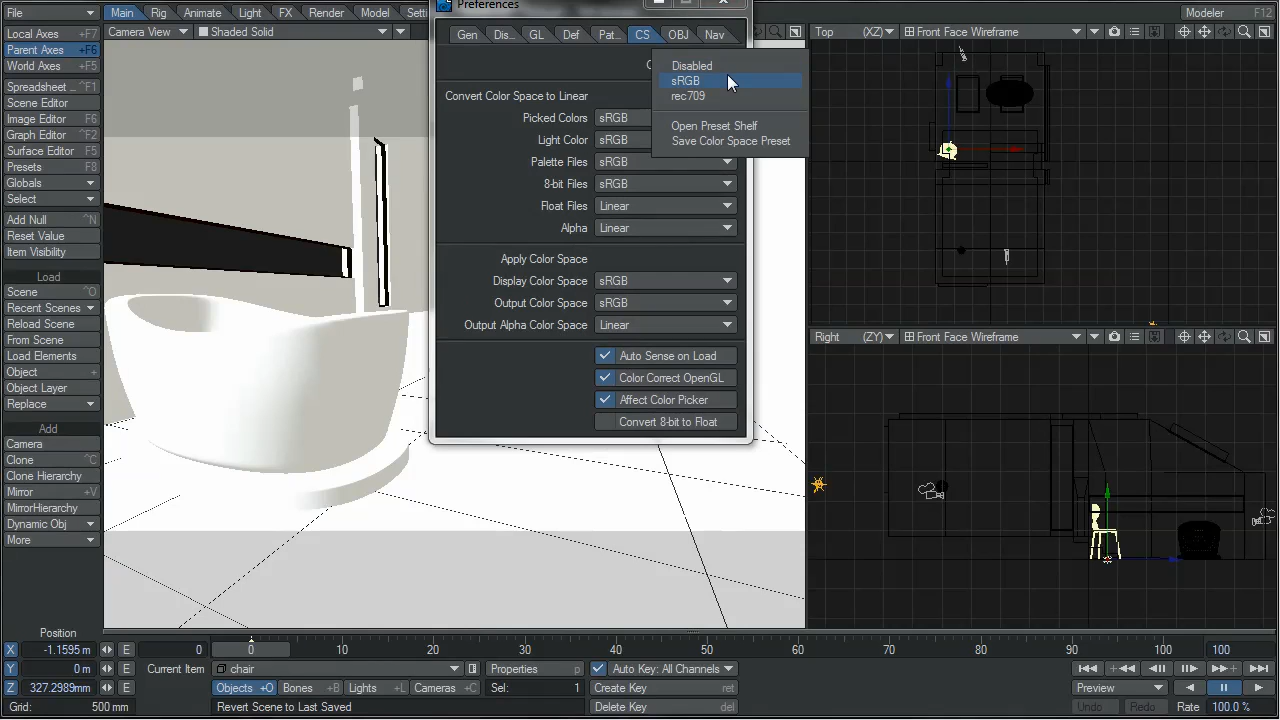 File
Main
Rig
Animate
Light
FX
Render
Model
Modeler
F12
Local Axes +F7
Parent Axes +F6
World Axes +F5
Spreadsheet ... ^F1
Scene Editor
Image Editor F6
Graph Editor ^F2
Surface Editor F5
Presets F8
Globals
Select
Add Null ^N
Reset Value
Item Visibility
Load
Scene ^O
Recent Scenes
Reload Scene
From Scene
Load Elements
Object +
Object Layer
Replace
Add
Camera
Clone ^C
Clone Hierarchy
Mirror +V
MirrorHierarchy
Dynamic Obj
More
Camera View
Shaded Solid
Preferences
Gen
Dis...
GL
Def
Pat...
CS
OBJ
Nav
Disabled
sRGB
rec709
Open Preset Shelf
Save Color Space Preset
Convert Color Space to Linear
Picked Colors sRGB
Light Color sRGB
Palette Files sRGB
8-bit Files sRGB
Float Files Linear
Alpha Linear
Apply Color Space
Display Color Space sRGB
Output Color Space sRGB
Output Alpha Color Space Linear
Auto Sense on Load
Color Correct OpenGL
Affect Color Picker
Convert 8-bit to Float
Top (XZ)
Front Wireframe
Right (ZY)
Front Wireframe
Position
X -1.1595 m E
Y 0 m E
Z 327.2989mm E
Grid: 500 mm
0
0 10 20 30 40 50 60 70 80 90 100
100
Current Item chair
Properties p
Auto Key: All Channels
Objects +O
Bones +B
Lights +L
Cameras +C
Sel: 1
Create Key ret
Delete Key del
Revert Scene to Last Saved
Preview
Undo
Redo
Rate 100.0 %